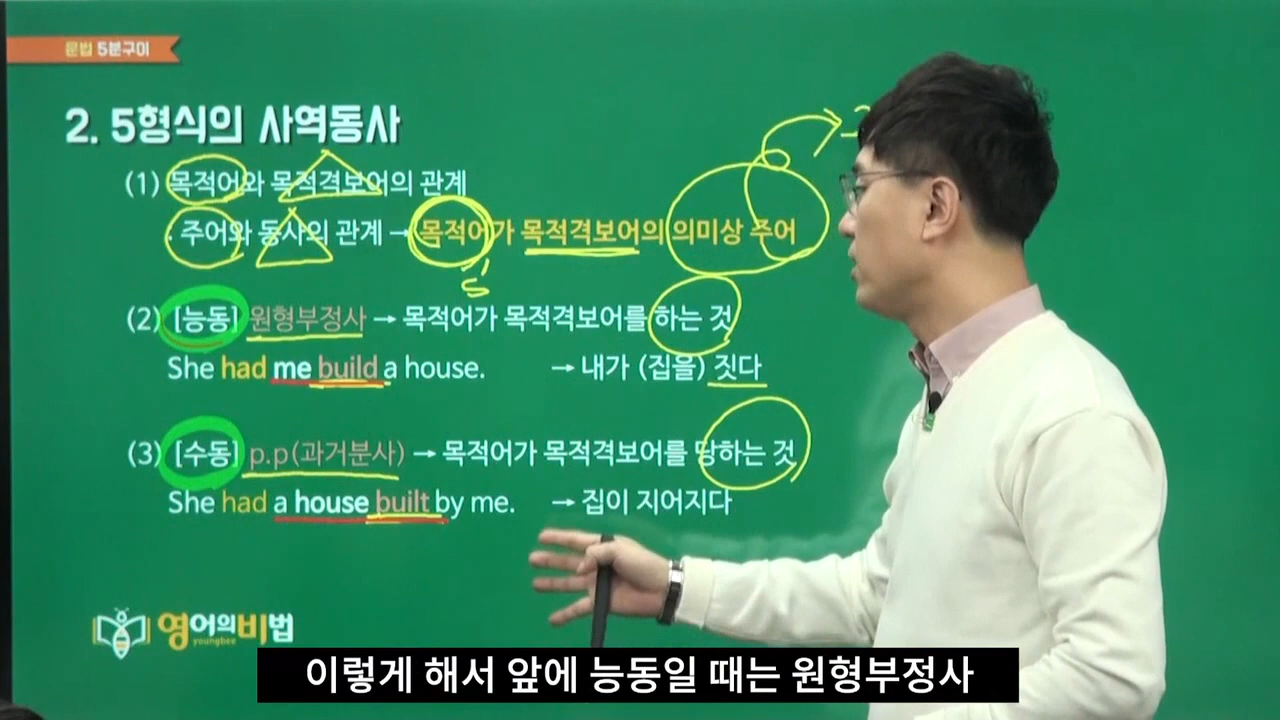 문법 5분구이
2. 5형식의 사역동사
(1) 목적어와 목적격보어의 관계
. 주어와 동사의 관계 → 목적어가 목적격보어의 의미상 주어
S'
(2) [능동] 원형부정사 → 목적어가 목적격보어를 하는 것
She had me build a house. → 내가 (집을) 짓다
(3) [수동] p.p(과거분사) → 목적어가 목적격보어를 당하는 것
She had a house built by me. → 집이 지어지다
영어의비법
youngbee
이렇게 해서 앞에 능동일 때는 원형부정사